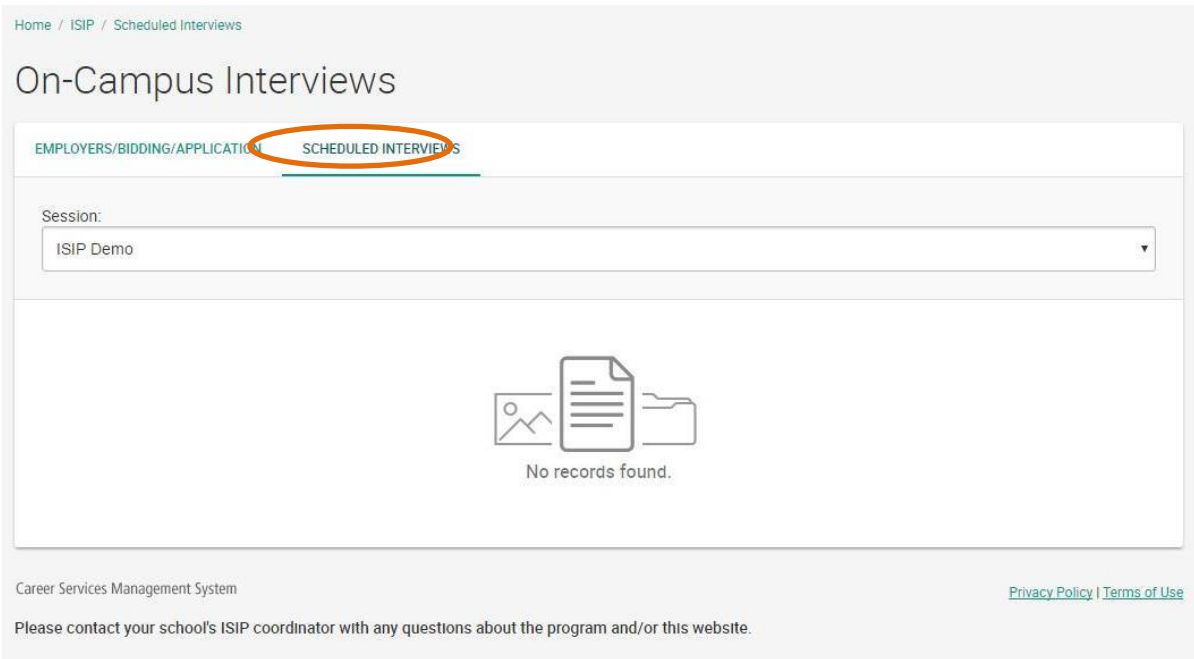 Home / ISIP / Scheduled Interviews
On-Campus Interviews
EMPLOYERS/BIDDING/APPLICATION SCHEDULED INTERVIEWS
Session:
ISIP Demo
No records found.
Career Services Management System
Privacy Policy | Terms of Use
Please contact your school's ISIP coordinator with any questions about the program and/or this website.